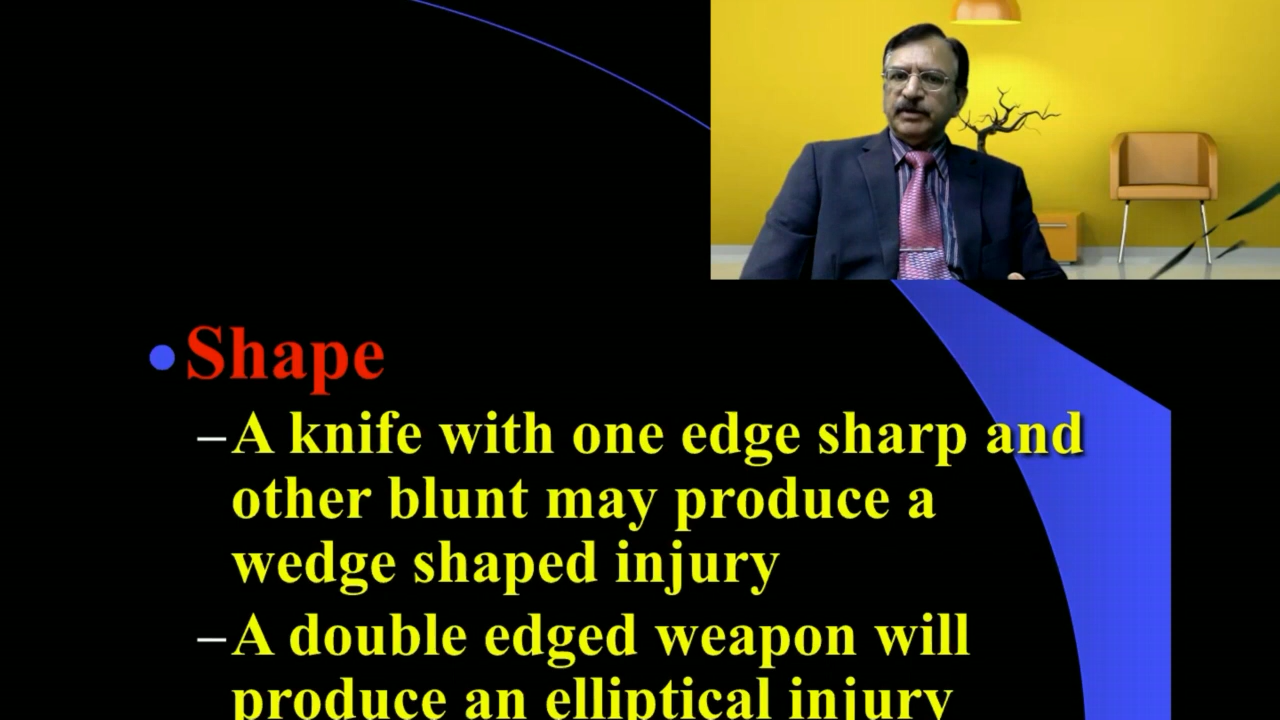 Shape
–A knife with one edge sharp and
other blunt may produce a
wedge shaped injury
–A double edged weapon will
produce an elliptical injury